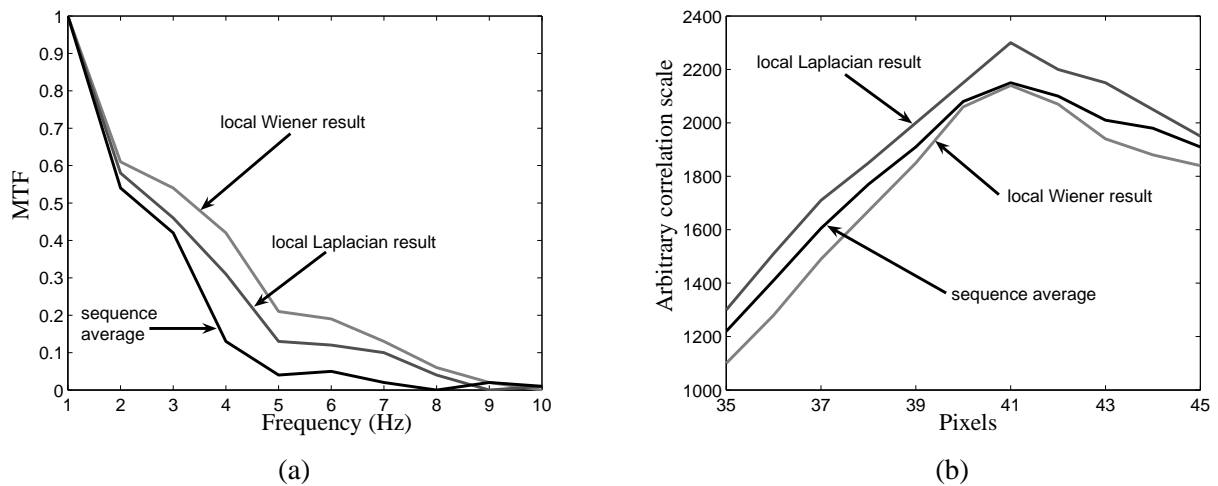 1
0.9
0.8
0.7
0.6
0.5
0.4
0.3
0.2
0.1
0
MTF
local Wiener result
local Laplacian result
sequence
average
1 2 3 4 5 6 7 8 9 10
Frequency (Hz)
(a)
2400
2200
2000
1800
1600
1400
1200
1000
Arbitrary correlation scale
local Laplacian result
local Wiener result
sequence average
35 37 39 41 43 45
Pixels
(b)